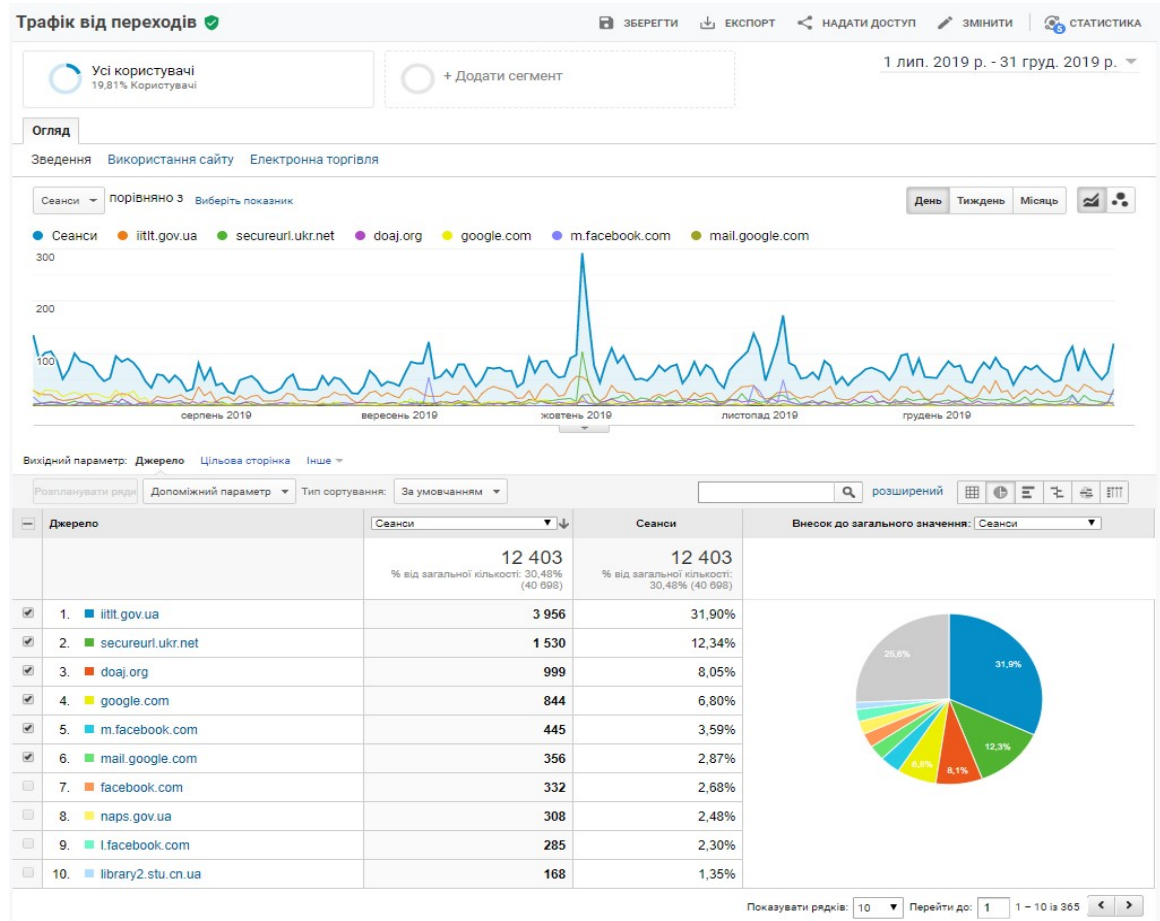 Трафік від переходів
ЗБЕРЕГТИ ЕКСПОРТ НАДАТИ ДОСТУП ЗМІНИТИ СТАТИСТИКА
Усі користувачі
19,81% Користувачі
+ Додати сегмент
1 лип. 2019 р. - 31 груд. 2019 р.
Огляд
Зведення Використання сайту Електронна торгівля
Сеанси порівняно з Виберіть показник
День Тиждень Місяць
Сеанси iitlt.gov.ua secureurl.ukr.net doaj.org google.com m.facebook.com mail.google.com
300
200
100
серпень 2019 вересень 2019 жовтень 2019 листопад 2019 грудень 2019
Вихідний параметр: Джерело Цільова сторінка Інше
Розпланувати ряди Допоміжний параметр Тип сортування: За умовчанням розширений
Джерело Сеанси Сеанси Внесок до загального значення: Сеанси
12 403 12 403
% від загальної кількості: 30,48% (40 698) % від загальної кількості: 30,48% (40 698)
1. iitlt.gov.ua 3 956 31,90%
2. secureurl.ukr.net 1 530 12,34%
3. doaj.org 999 8,05%
4. google.com 844 6,80%
5. m.facebook.com 445 3,59%
6. mail.google.com 356 2,87%
7. facebook.com 332 2,68%
8. naps.gov.ua 308 2,48%
9. l.facebook.com 285 2,30%
10. library2.stu.cn.ua 168 1,35%
25,6%
31,9%
12,3%
6,8%
8,1%
Показувати рядків: 10 Перейти до: 1 1 – 10 із 365